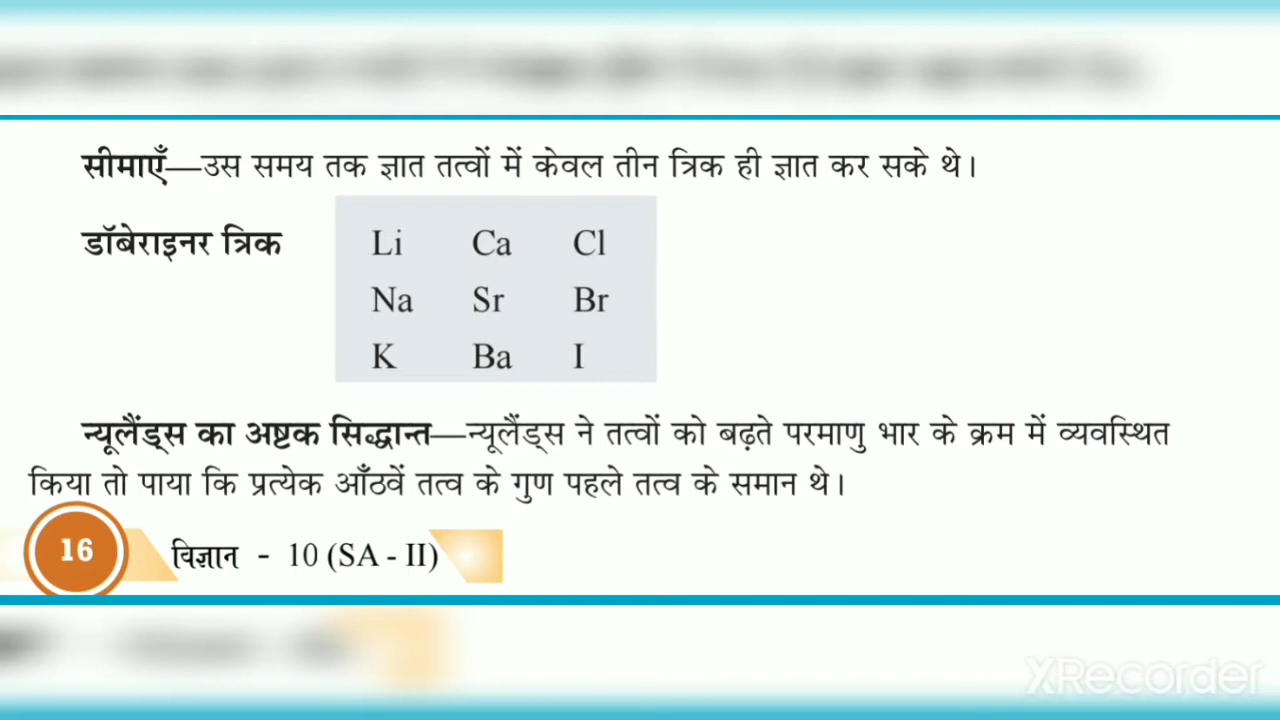 सीमाएँ—उस समय तक ज्ञात तत्वों में केवल तीन त्रिक ही ज्ञात कर सके थे।
डॉबेराइनर त्रिक Li Ca Cl
Na Sr Br
K Ba I
न्यूलैंड्स का अष्टक सिद्धान्त—न्यूलैंड्स ने तत्वों को बढ़ते परमाणु भार के क्रम में व्यवस्थित
किया तो पाया कि प्रत्येक आँठवें तत्व के गुण पहले तत्व के समान थे।
16 विज्ञान - 10 (SA - II)
XRecorder